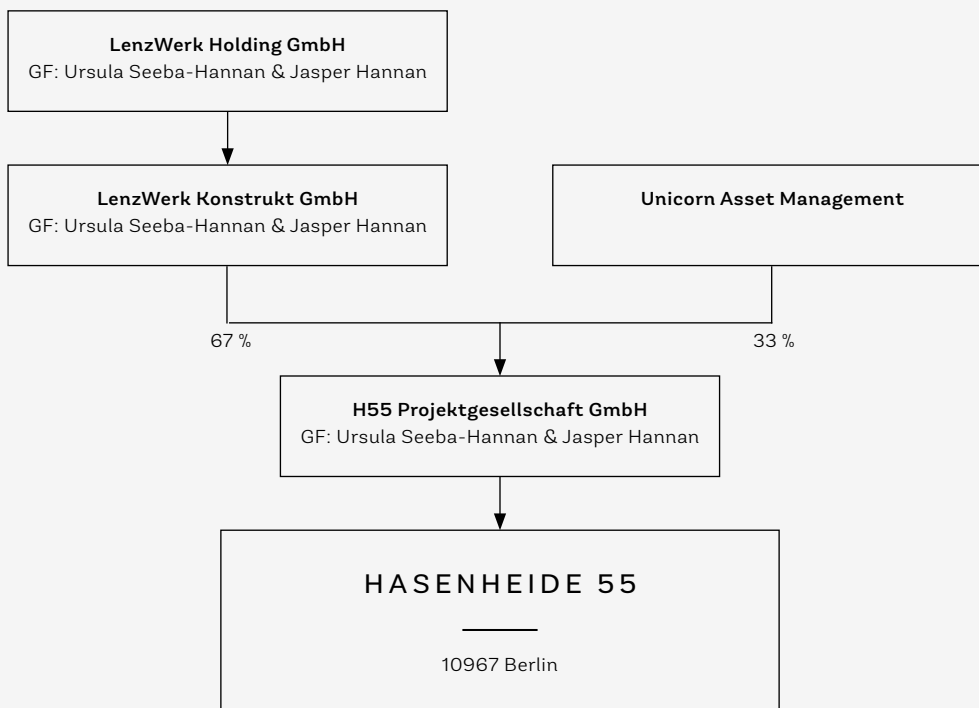 LenzWerk Holding GmbH
GF: Ursula Seeba-Hannan & Jasper Hannan
LenzWerk Konstrukt GmbH
GF: Ursula Seeba-Hannan & Jasper Hannan
Unicorn Asset Management
67 %
33 %
H55 Projektgesellschaft GmbH
GF: Ursula Seeba-Hannan & Jasper Hannan
HASENHEIDE 55
10967 Berlin